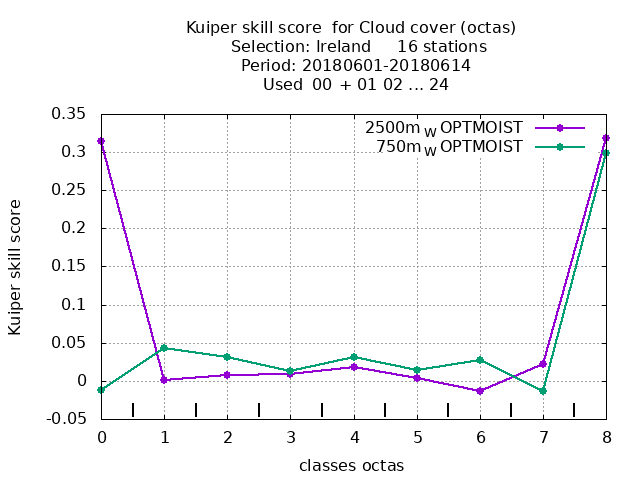 Kuiper skill score for Cloud cover (octas)
Selection: Ireland 16 stations
Period: 20180601-20180614
Used 00 + 01 02 ... 24
2500m W OPTMOIST
750m W OPTMOIST
0.35
0.3
0.25
0.2
0.15
0.1
0.05
0
-0.05
Kuiper skill score
0 1 2 3 4 5 6 7 8
classes octas